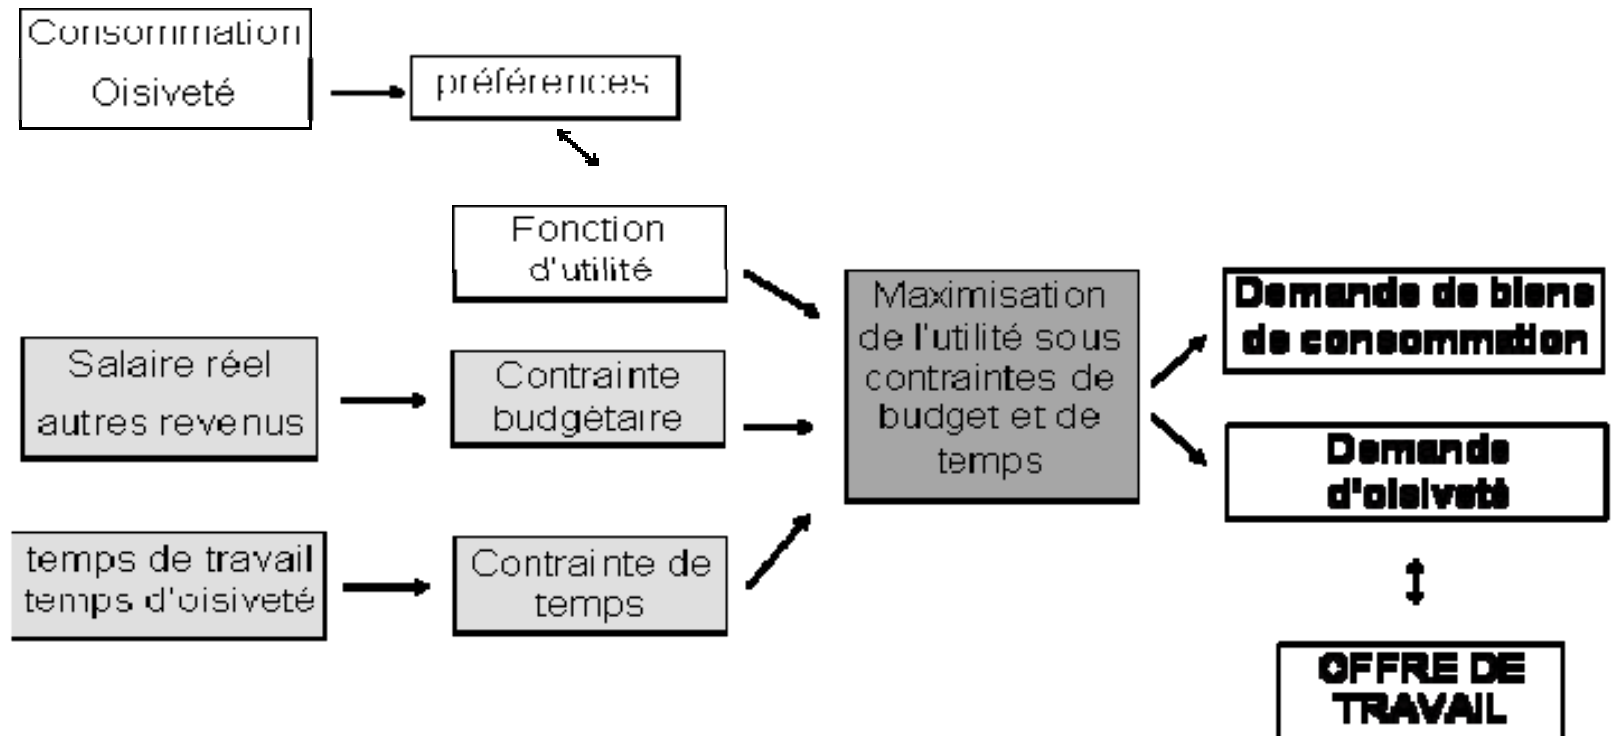 Consommation
Oisiveté
préférences
Fonction
d'utilité
Salaire réel
autres revenus
Contrainte
budgétaire
temps de travail
temps d'oisiveté
Contrainte de
temps
Maximisation
de l'utilité sous
contraintes de
budget et de
temps
Demande de biens
de consommation
Demande
d'oisiveté
OFFRE DE
TRAVAIL